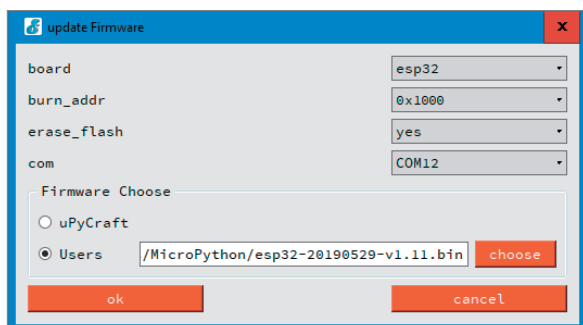 update Firmware x
board esp32
burn_addr 0x1000
erase_flash yes
com COM12
Firmware Choose
uPyCraft
Users /MicroPython/esp32-20190529-v1.11.bin choose
ok cancel